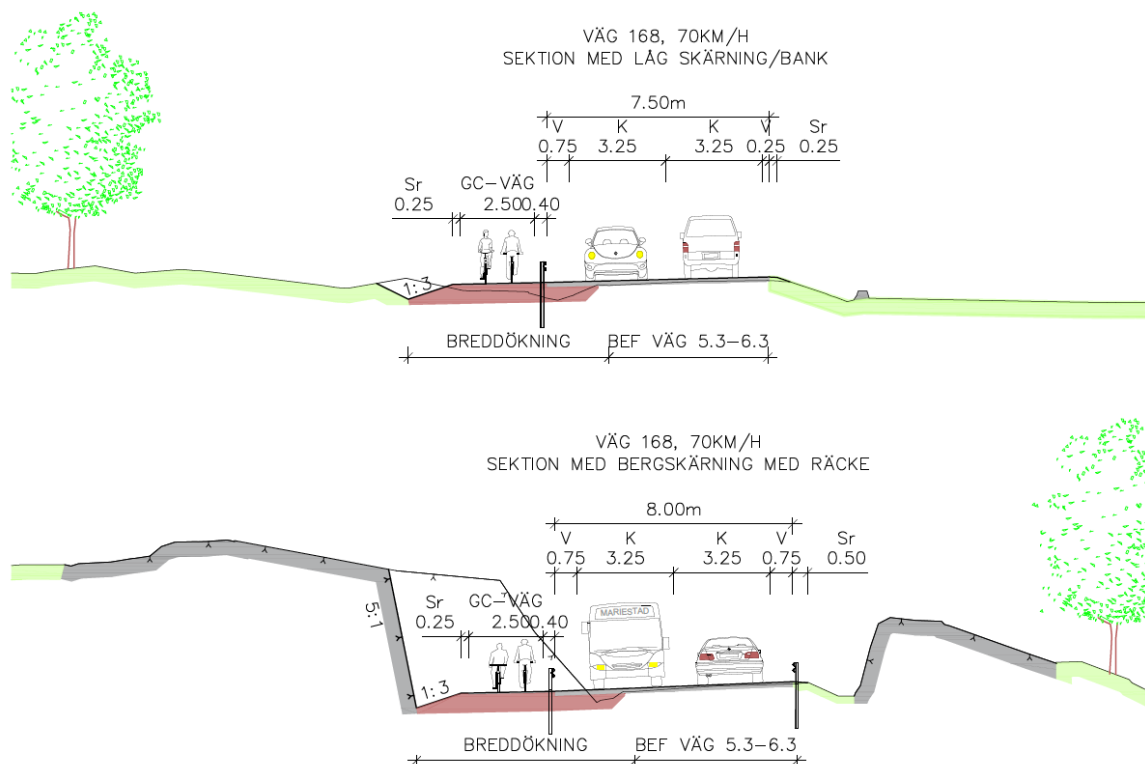 VÄG 168, 70KM/H
SEKTION MED LÅG SKÄRNING/BANK
7.50m
V K K V Sr
0.75 3.25 3.25 0.25 0.25
Sr GC-VÄG
0.25 2.50 0.40
1:3
BREDDÖKNING BEF VÄG 5.3-6.3
VÄG 168, 70KM/H
SEKTION MED BERGSKÄRNING MED RÄCKE
8.00m
V K K V Sr
0.75 3.25 3.25 0.75 0.50
5:1
Sr GC-VÄG
0.25 2.50 0.40
MARIESTAD
1:3
BREDDÖKNING BEF VÄG 5.3-6.3